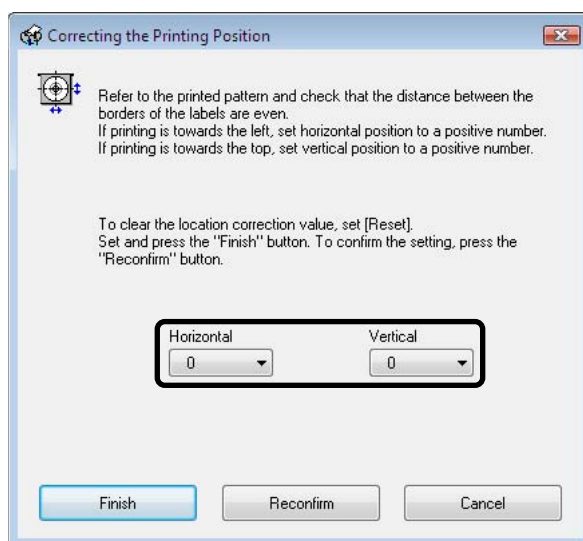 Correcting the Printing Position
Refer to the printed pattern and check that the distance between the
borders of the labels are even.
If printing is towards the left, set horizontal position to a positive number.
If printing is towards the top, set vertical position to a positive number.
To clear the location correction value, set [Reset].
Set and press the "Finish" button. To confirm the setting, press the
"Reconfirm" button.
Horizontal Vertical
0 0
Finish Reconfirm Cancel